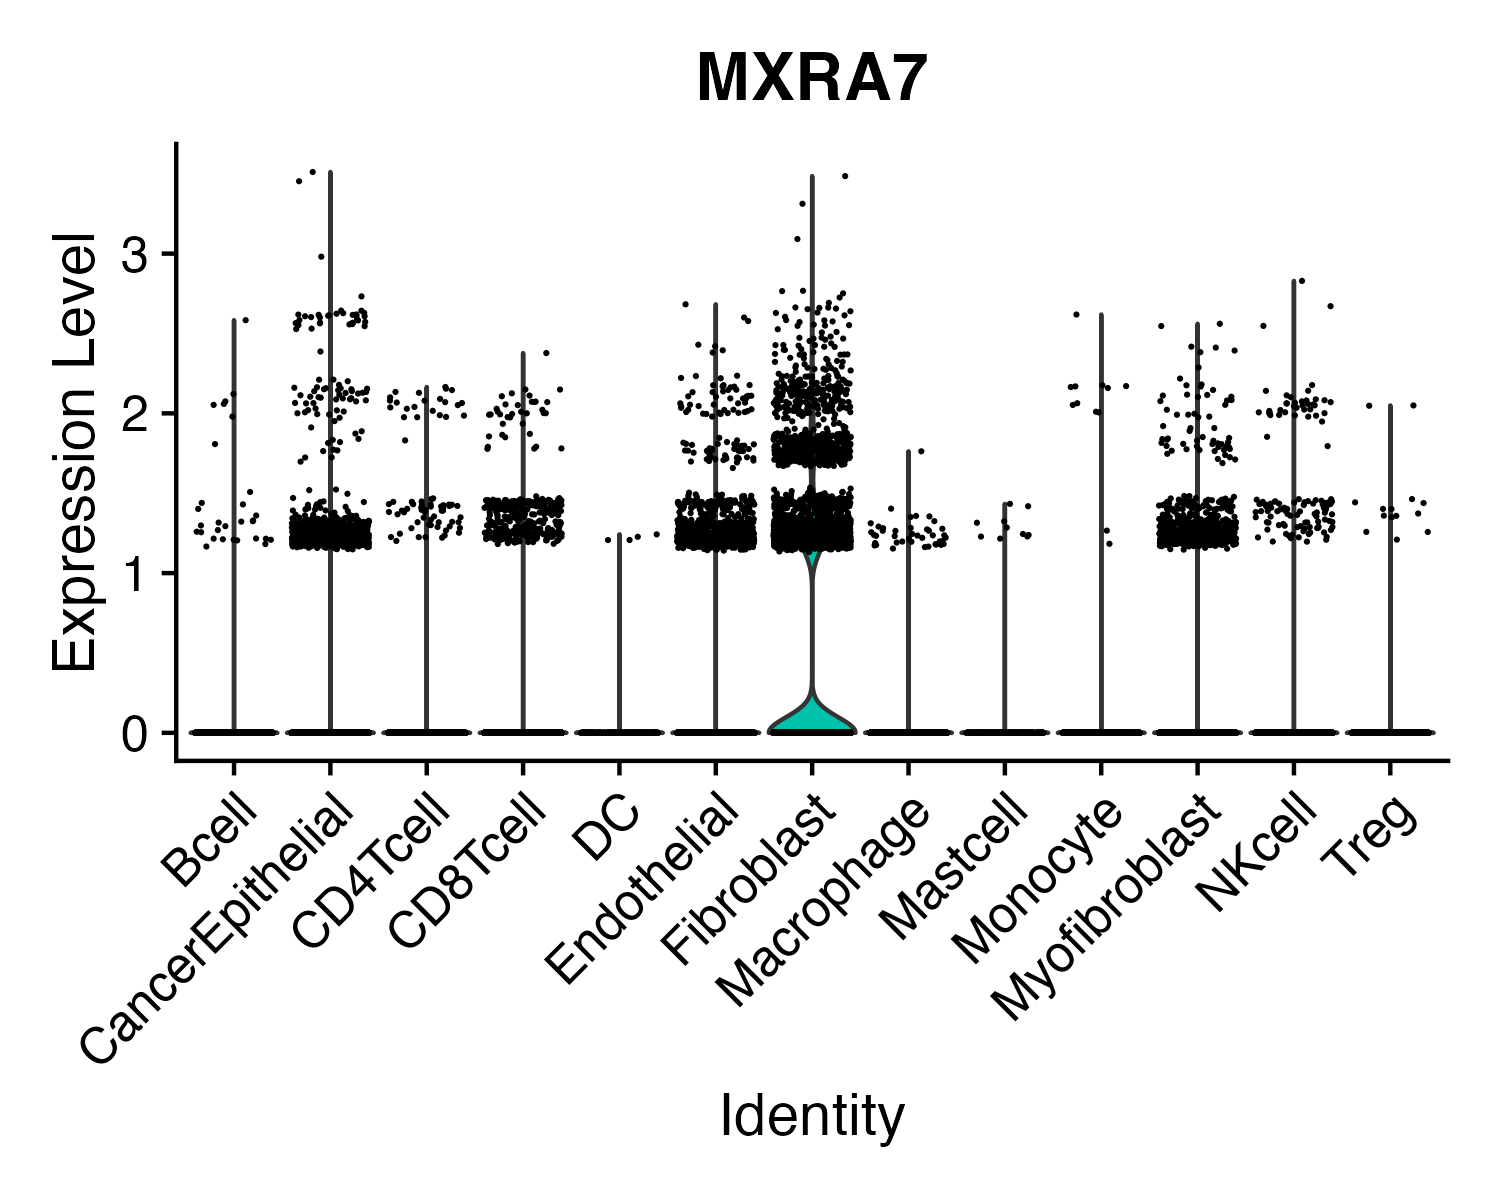 MXRA7
Expression Level
3
2
1
0
Bcell
CancerEpithelial
CD4Tcell
CD8Tcell
DC
Endothelial
Fibroblast
Macrophage
Mastcell
Monocyte
Myofibroblast
NKcell
Treg
Identity